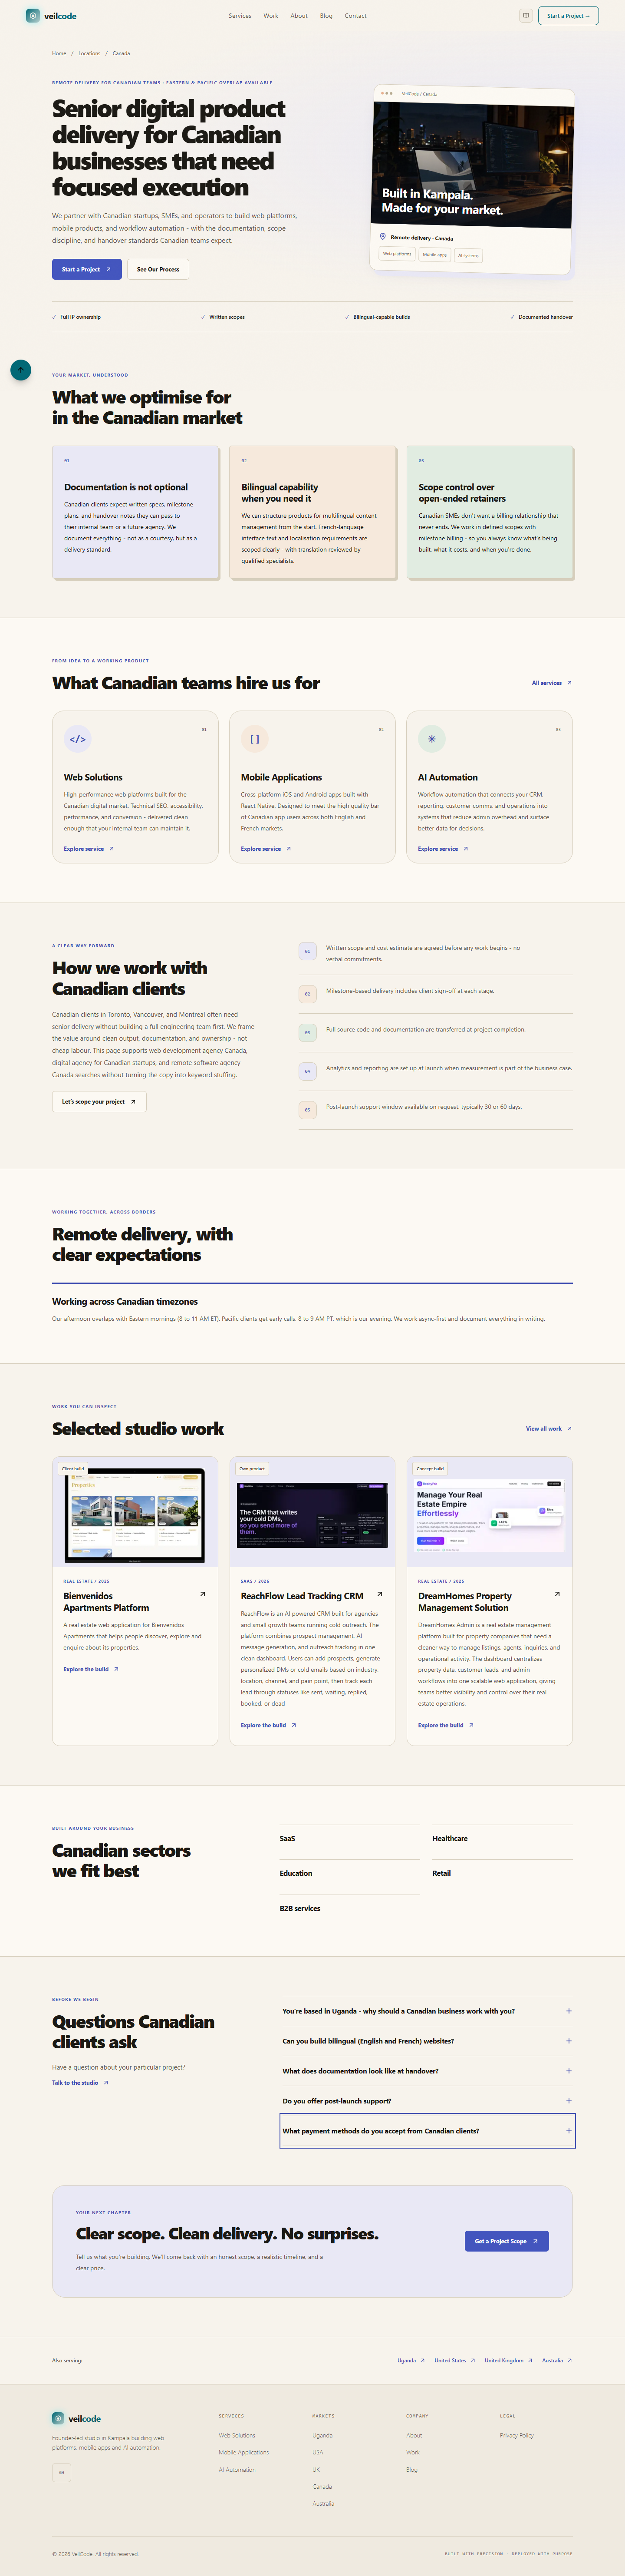 veilcode
Services Work About Blog Contact
Start a Project —
Home / Locations / Canada
REMOTE DELIVERY FOR CANADIAN TEAMS · EASTERN & PACIFIC OVERLAP AVAILABLE
Senior digital product
delivery for Canadian
businesses that need
focused execution
We partner with Canadian startups, SMEs, and operators to build web platforms,
mobile products, and workflow automation - with the documentation, scope
discipline, and handover standards Canadian teams expect.
Start a Project
See Our Process
VeilCode / Canada
Built in Kampala.
Made for your market.
Remote delivery · Canada
Web platforms
Mobile apps
AI systems
✓ Full IP ownership
✓ Written scopes
✓ Bilingual-capable builds
✓ Documented handover
YOUR MARKET, UNDERSTOOD
What we optimise for
in the Canadian market
01
Documentation is not optional
Canadian clients expect written specs, milestone
plans, and handover notes they can pass to
their internal team or a future agency. We
document everything - not as a courtesy, but as a
delivery standard.
02
Bilingual capability
when you need it
We can structure products for multilingual content
management from the start. French-language
interface text and localisation requirements are
scoped clearly - with translation reviewed by
qualified specialists.
03
Scope control over
open-ended retainers
Canadian SMEs don't want a billing relationship that
never ends. We work in defined scopes with
milestone billing - so you always know what's being
built, what it costs, and when you're done.
FROM IDEA TO A WORKING PRODUCT
What Canadian teams hire us for
All services
</>
01
Web Solutions
High-performance web platforms built for the
Canadian digital market. Technical SEO, accessibility,
performance, and conversion - delivered clean
enough that your internal team can maintain it.
Explore service
[ ]
02
Mobile Applications
Cross-platform iOS and Android apps built with
React Native. Designed to meet the high quality bar
of Canadian app users across both English and
French markets.
Explore service
03
AI Automation
Workflow automation that connects your CRM,
reporting, customer comms, and operations into
systems that reduce admin overhead and surface
better data for decisions.
Explore service
A CLEAR WAY FORWARD
How we work with
Canadian clients
Canadian clients in Toronto, Vancouver, and Montreal often need
senior delivery without building a full engineering team first. We frame
the value around clean output, documentation, and ownership - not
cheap labour. This page supports web development agency Canada,
digital agency for Canadian startups, and remote software agency
Canada searches without turning the copy into keyword stuffing.
Let's scope your project
01
Written scope and cost estimate are agreed before any work begins - no
verbal commitments.
02
Milestone-based delivery includes client sign-off at each stage.
03
Full source code and documentation are transferred at project completion.
04
Analytics and reporting are set up at launch when measurement is part of the business case.
05
Post-launch support window available on request, typically 30 or 60 days.
WORKING TOGETHER, ACROSS BORDERS
Remote delivery, with
clear expectations
Working across Canadian timezones
Our afternoon overlaps with Eastern mornings (8 to 11 AM ET). Pacific clients get early calls, 8 to 9 AM PT, which is our evening. We work async-first and document everything in writing.
WORK YOU CAN INSPECT
Selected studio work
View all work
Client build
Properties
REAL ESTATE / 2025
Bienvenidos
Apartments Platform
A real estate web application for Bienvenidos
Apartments that helps people discover, explore and
enquire about its properties.
Explore the build
Own product
The CRM that writes
your cold DMs,
so you send more of
them.
SAAS / 2026
ReachFlow Lead Tracking CRM
ReachFlow is an AI powered CRM built for agencies
and small growth teams running cold outreach. The
platform combines prospect management, AI
message generation, and outreach tracking in one
clean dashboard. Users can add prospects, generate
personalized DMs or cold emails based on industry,
location, channel, and pain point, then track each
lead through statuses like sent, waiting, replied,
booked, or dead
Explore the build
Concept build
Manage Your Real
Estate Empire
Effortlessly
REAL ESTATE / 2025
DreamHomes Property
Management Solution
DreamHomes Admin is a real estate management
platform built for property companies that need a
cleaner way to manage listings, agents, inquiries, and
operational activity. The dashboard centralizes
property data, customer leads, and admin
workflows into one scalable web application, giving
teams better visibility and control over their real
estate operations.
Explore the build
BUILT AROUND YOUR BUSINESS
Canadian sectors
we fit best
SaaS
Healthcare
Education
Retail
B2B services
BEFORE WE BEGIN
Questions Canadian
clients ask
Have a question about your particular project?
Talk to the studio
You're based in Uganda - why should a Canadian business work with you?
Can you build bilingual (English and French) websites?
What does documentation look like at handover?
Do you offer post-launch support?
What payment methods do you accept from Canadian clients?
YOUR NEXT CHAPTER
Clear scope. Clean delivery. No surprises.
Tell us what you're building. We'll come back with an honest scope, a realistic timeline, and a
clear price.
Get a Project Scope
Also serving:
Uganda
United States
United Kingdom
Australia
veilcode
Founder-led studio in Kampala building web
platforms, mobile apps and AI automation.
SERVICES
Web Solutions
Mobile Applications
AI Automation
MARKETS
Uganda
USA
UK
Canada
Australia
COMPANY
About
Work
Blog
LEGAL
Privacy Policy
© 2026 VeilCode. All rights reserved.
BUILT WITH PRECISION · DEPLOYED WITH PURPOSE